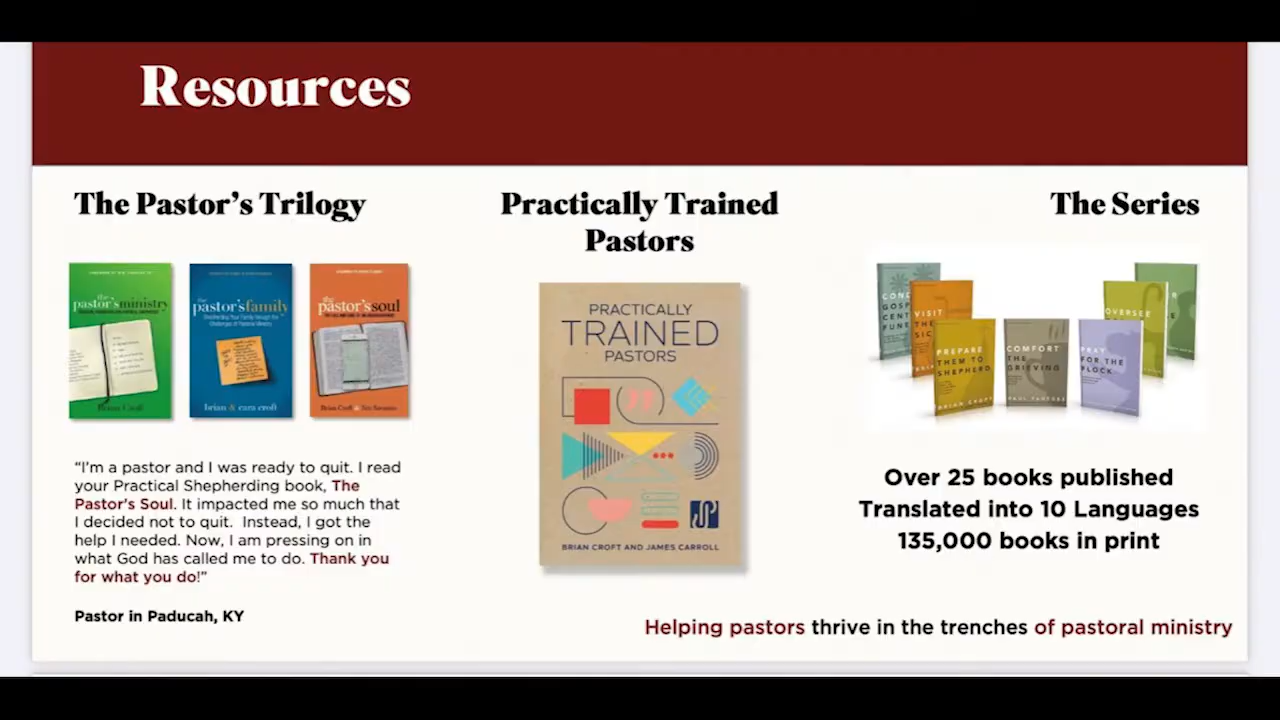 Resources
The Pastor's Trilogy
the
pastor'sministry
Brian Croft
the
pastor'sfamily
brian & cara croft
the
pastor'ssoul
Brian Croft
"I'm a pastor and I was ready to quit. I read
your Practical Shepherding book, The
Pastor's Soul. It impacted me so much that
I decided not to quit. Instead, I got the
help I needed. Now, I am pressing on in
what God has called me to do. Thank you
for what you do!"
Pastor in Paducah, KY
Practically Trained
Pastors
PRACTICALLY
TRAINED
PASTORS
BRIAN CROFT AND JAMES CARROLL
The Series
VISIT
THE
SIC
PREPARE
THEM TO
SHEPHERD
BRIAN CROFT
COMFORT
THE
GRIEVING
PRAY
FOR THE
FLOCK
OVERSEE
Over 25 books published
Translated into 10 Languages
135,000 books in print
Helping pastors thrive in the trenches of pastoral ministry